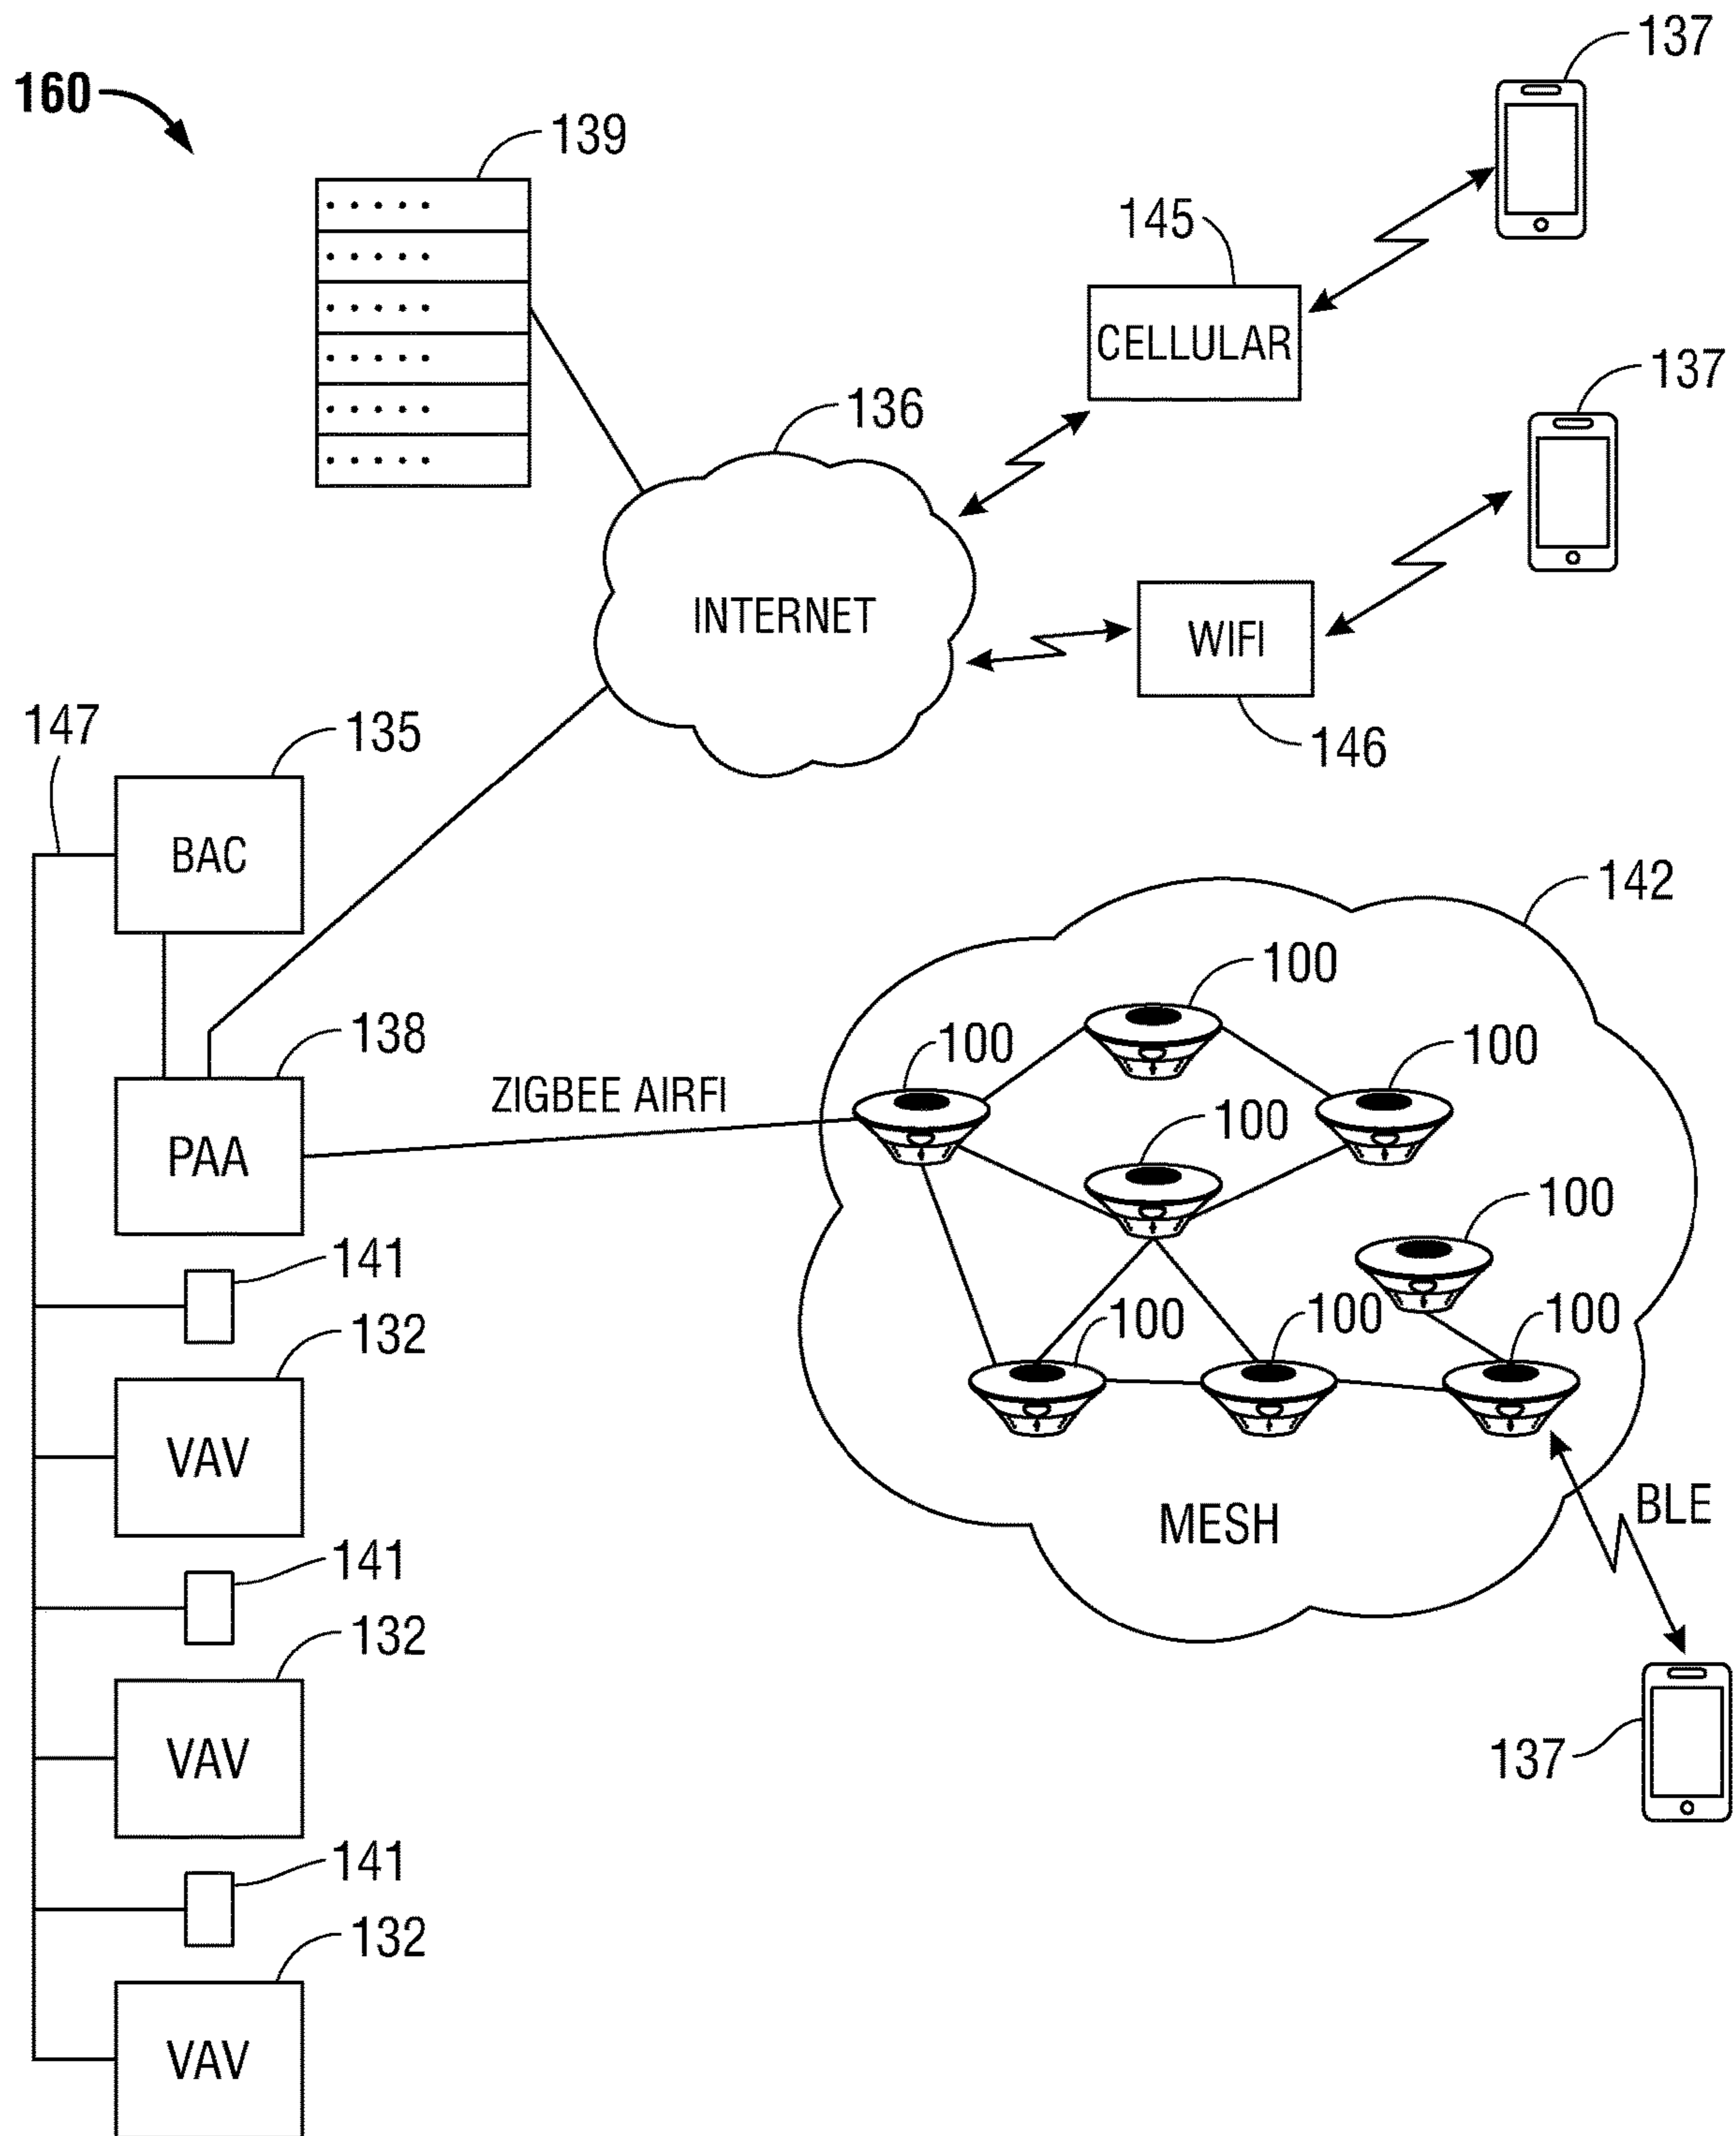 137
160
139
145
CELLULAR
137
136
INTERNET
WIFI
146
147
135
BAC
142
100
138
100
100
ZIGBEE AIRFI
100
PAA
100
141
132
100
100
100
VAV
MESH
BLE
141
132
137
VAV
141
132
VAV